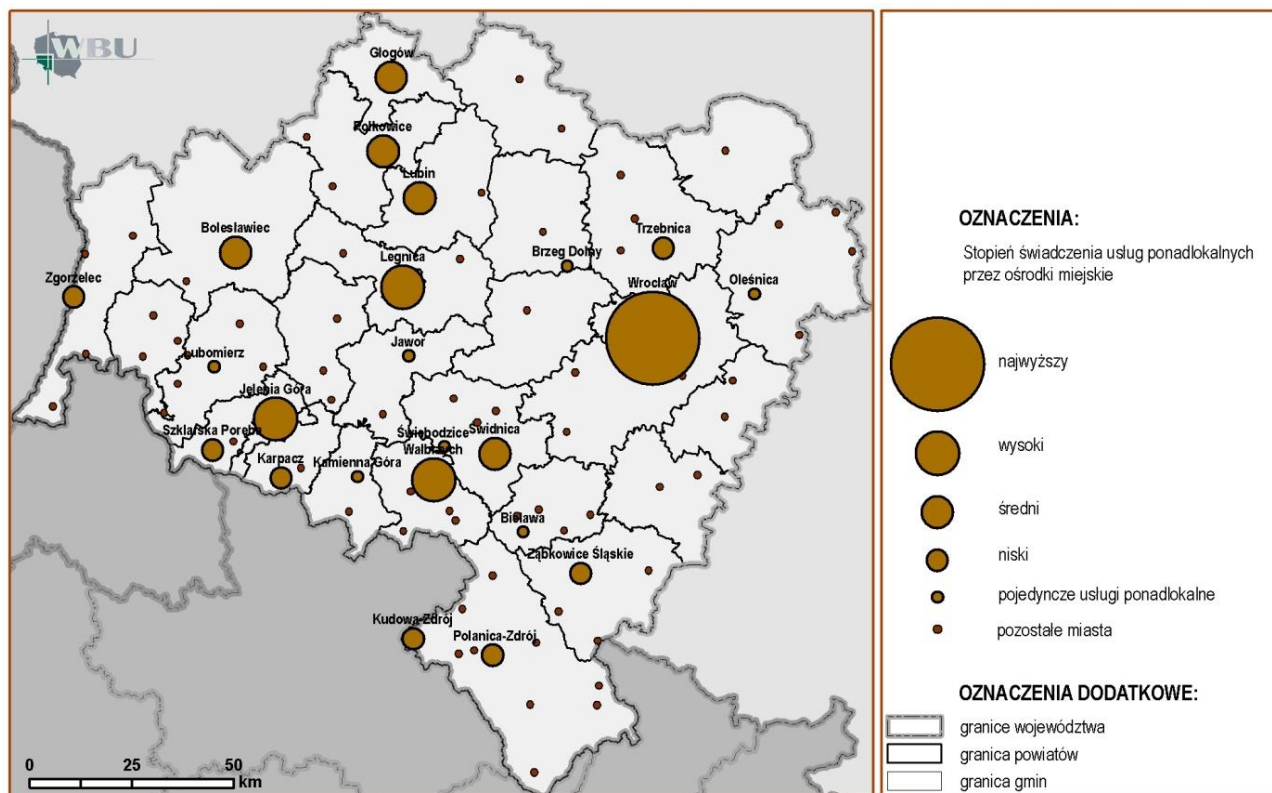 WBU
Głogów
Polkowice
Lubin
Bolesławiec
Trzebnica
Legnica
Brzeg Dolny
Zgorzelec
Wrocław
Oleśnica
Jawor
Lubomierz
Jelenia Góra
Szklarska Poręba
Świebodzice
Świdnica
Karpacz
Kamienna Góra
Wałbrzych
Bielawa
Ząbkowice Śląskie
Kudowa-Zdrój
Polanica-Zdrój
0 25 50
km
OZNACZENIA:
Stopień świadczenia usług ponadlokalnych
przez ośrodki miejskie
najwyższy
wysoki
średni
niski
pojedyncze usługi ponadlokalne
pozostałe miasta
OZNACZENIA DODATKOWE:
granice województwa
granica powiatów
granica gmin